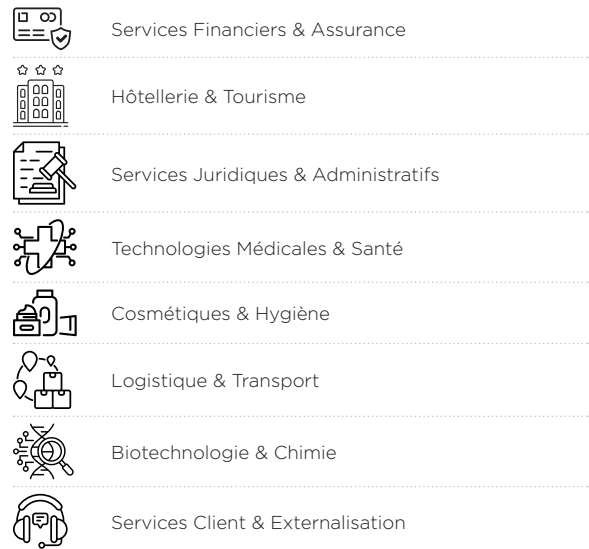 Services Financiers & Assurance
Hôtellerie & Tourisme
Services Juridiques & Administratifs
Technologies Médicales & Santé
Cosmétiques & Hygiène
Logistique & Transport
Biotechnologie & Chimie
Services Client & Externalisation